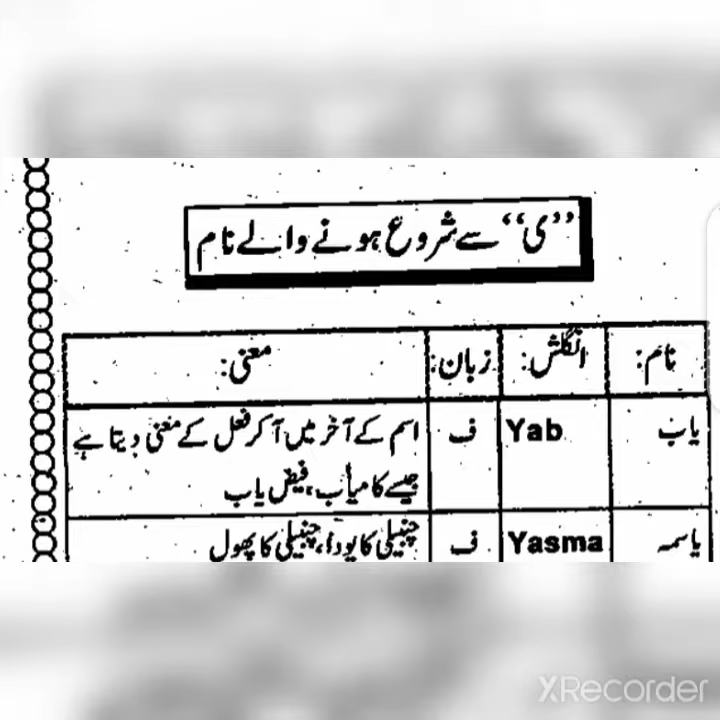 ’’ی‘‘ سے شروع ہونے والے نام
نام: انگلش: زبان: معنی:
یاب Yab ف اسم کے آخر میں آ کر فعل کے معنی دیتا ہے
جیسے کامیاب، فیض یاب
یاسمہ Yasma ف چنبیلی کا پودا، چنبیلی کا پھول
XRecorder